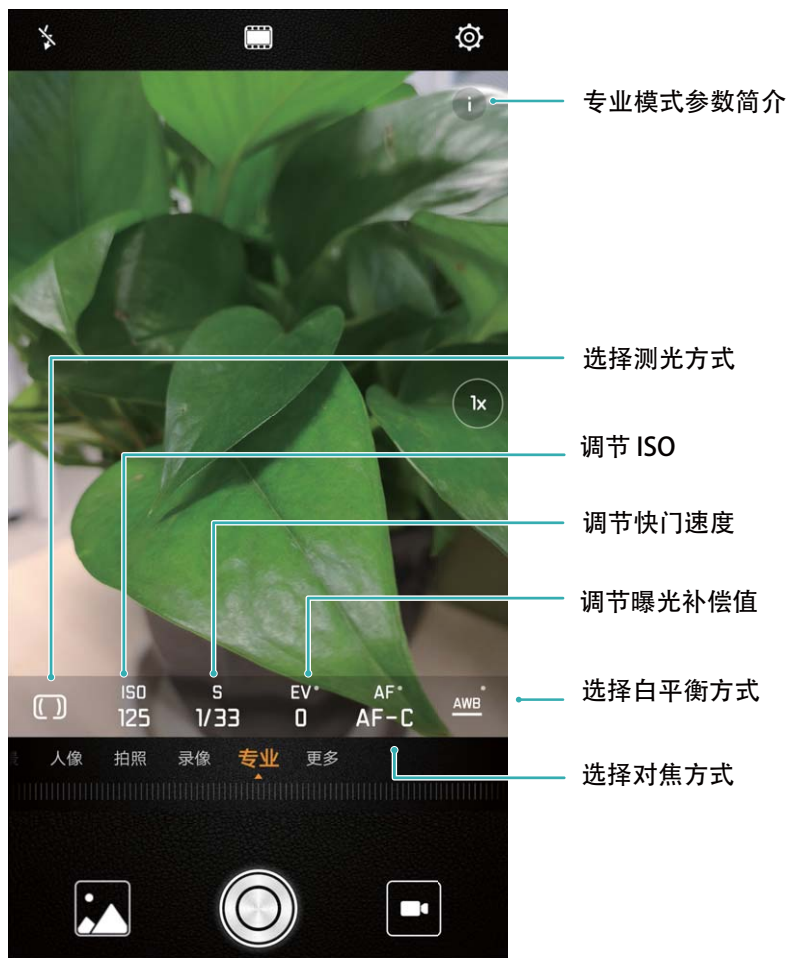 i
专业模式参数简介
选择测光方式
1x
调节 ISO
调节快门速度
调节曝光补偿值
ISO S EV AF AWB
125 1/33 0 AF-C
选择白平衡方式
人像 拍照 录像 专业 更多
选择对焦方式